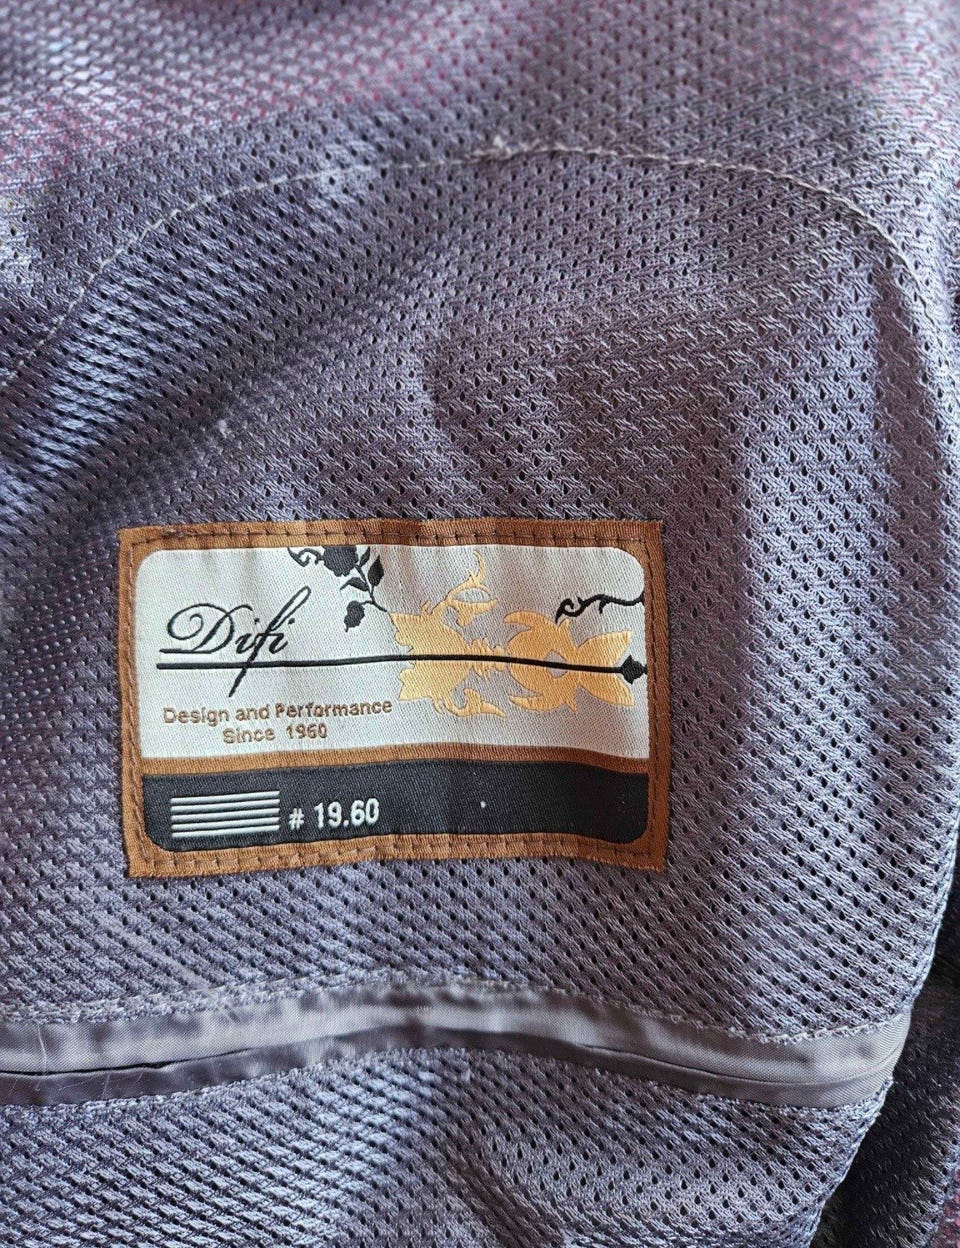 Difi
Design and Performance
Since 1960
# 19.60